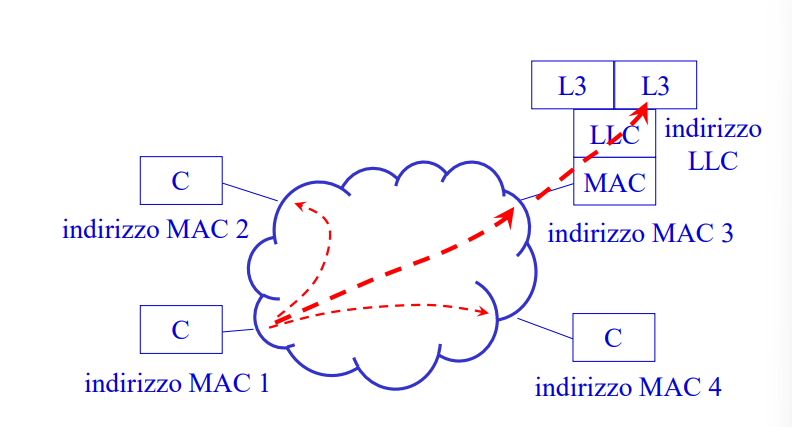 L3 L3
LLC
indirizzo
LLC
MAC
C
indirizzo MAC 2
indirizzo MAC 3
C
C
indirizzo MAC 1
indirizzo MAC 4